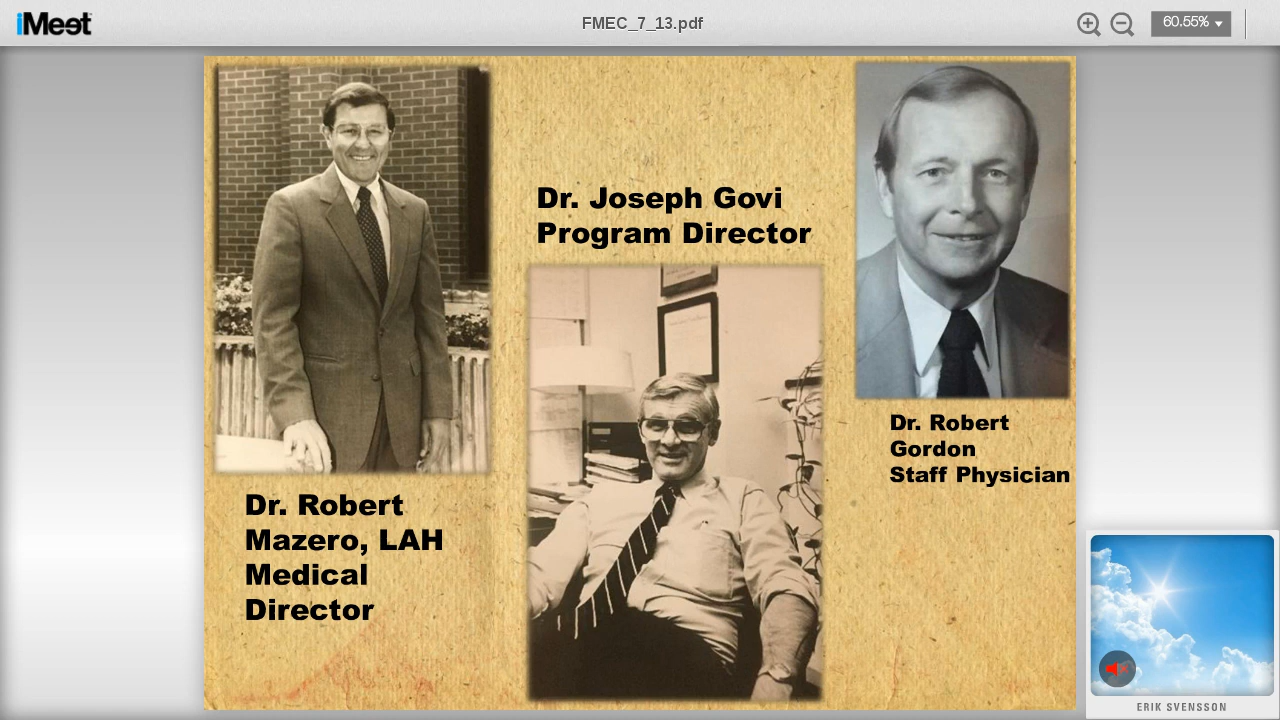 iMeet
FMEC_7_13.pdf
60.55%
Dr. Joseph Govi
Program Director
Dr. Robert
Gordon
Staff Physician
Dr. Robert
Mazero, LAH
Medical
Director
ERIK SVENSSON